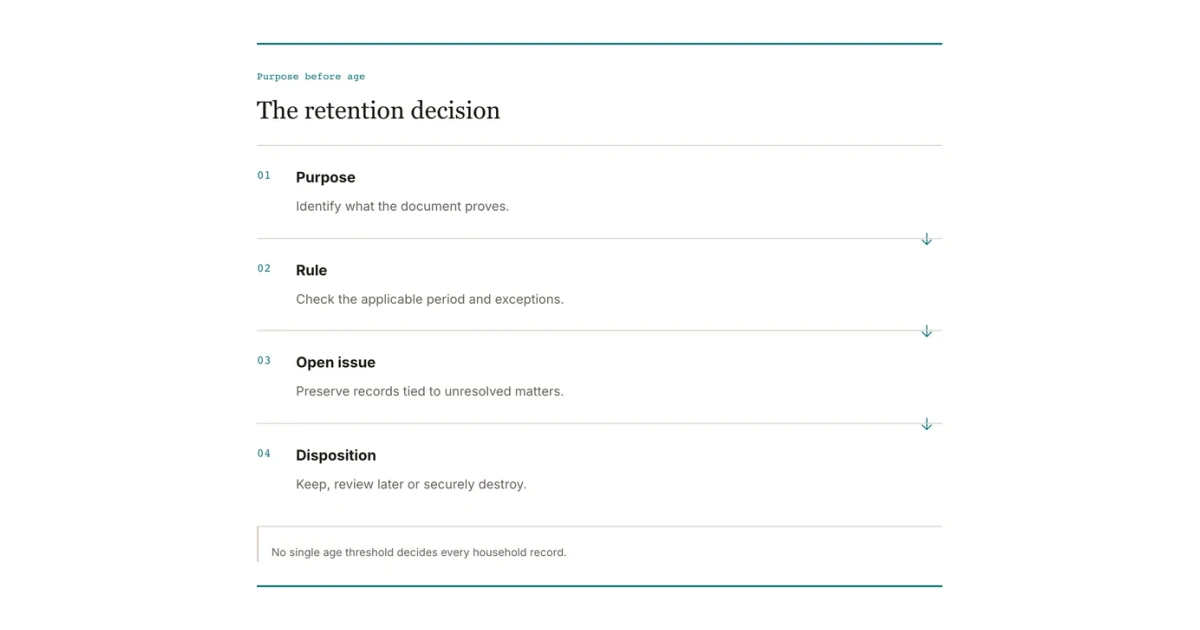 Purpose before age
The retention decision
01
Purpose
Identify what the document proves.
02
Rule
Check the applicable period and exceptions.
03
Open issue
Preserve records tied to unresolved matters.
04
Disposition
Keep, review later or securely destroy.
No single age threshold decides every household record.